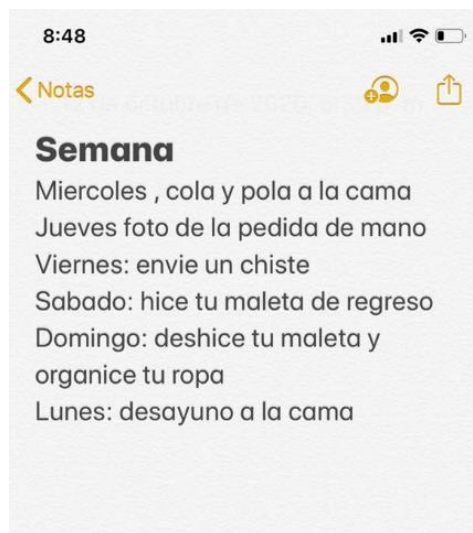 8:48
Notas
Semana
Miercoles , cola y pola a la cama
Jueves foto de la pedida de mano
Viernes: envie un chiste
Sabado: hice tu maleta de regreso
Domingo: deshice tu maleta y
organice tu ropa
Lunes: desayuno a la cama